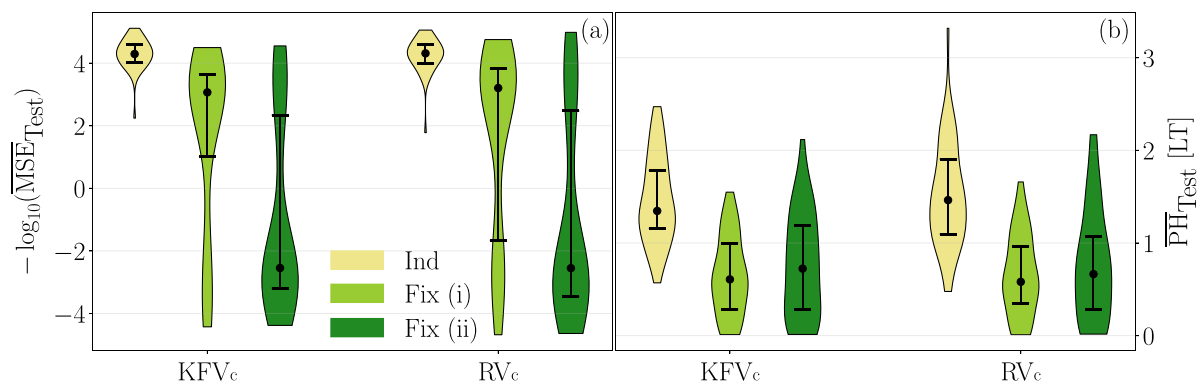 (a)
4
2
0
−2
−4
− log10(MSETest)
Ind
Fix (i)
Fix (ii)
KFVc
RVc
(b)
3
2
1
0
PHTest [LT]
KFVc
RVc